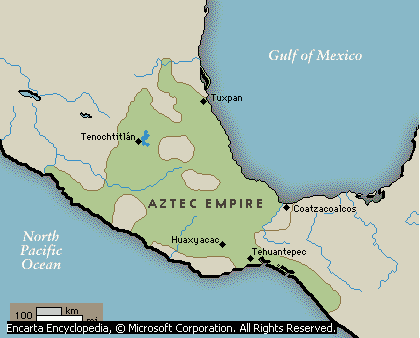 Gulf of Mexico
Tuxpan
Tenochtitlán
AZTEC EMPIRE
Coatzacoalcos
North
Pacific
Ocean
Huaxyacac
Tehuantepec
100 km
mi
Encarta Encyclopedia, © Microsoft Corporation. All Rights Reserved.